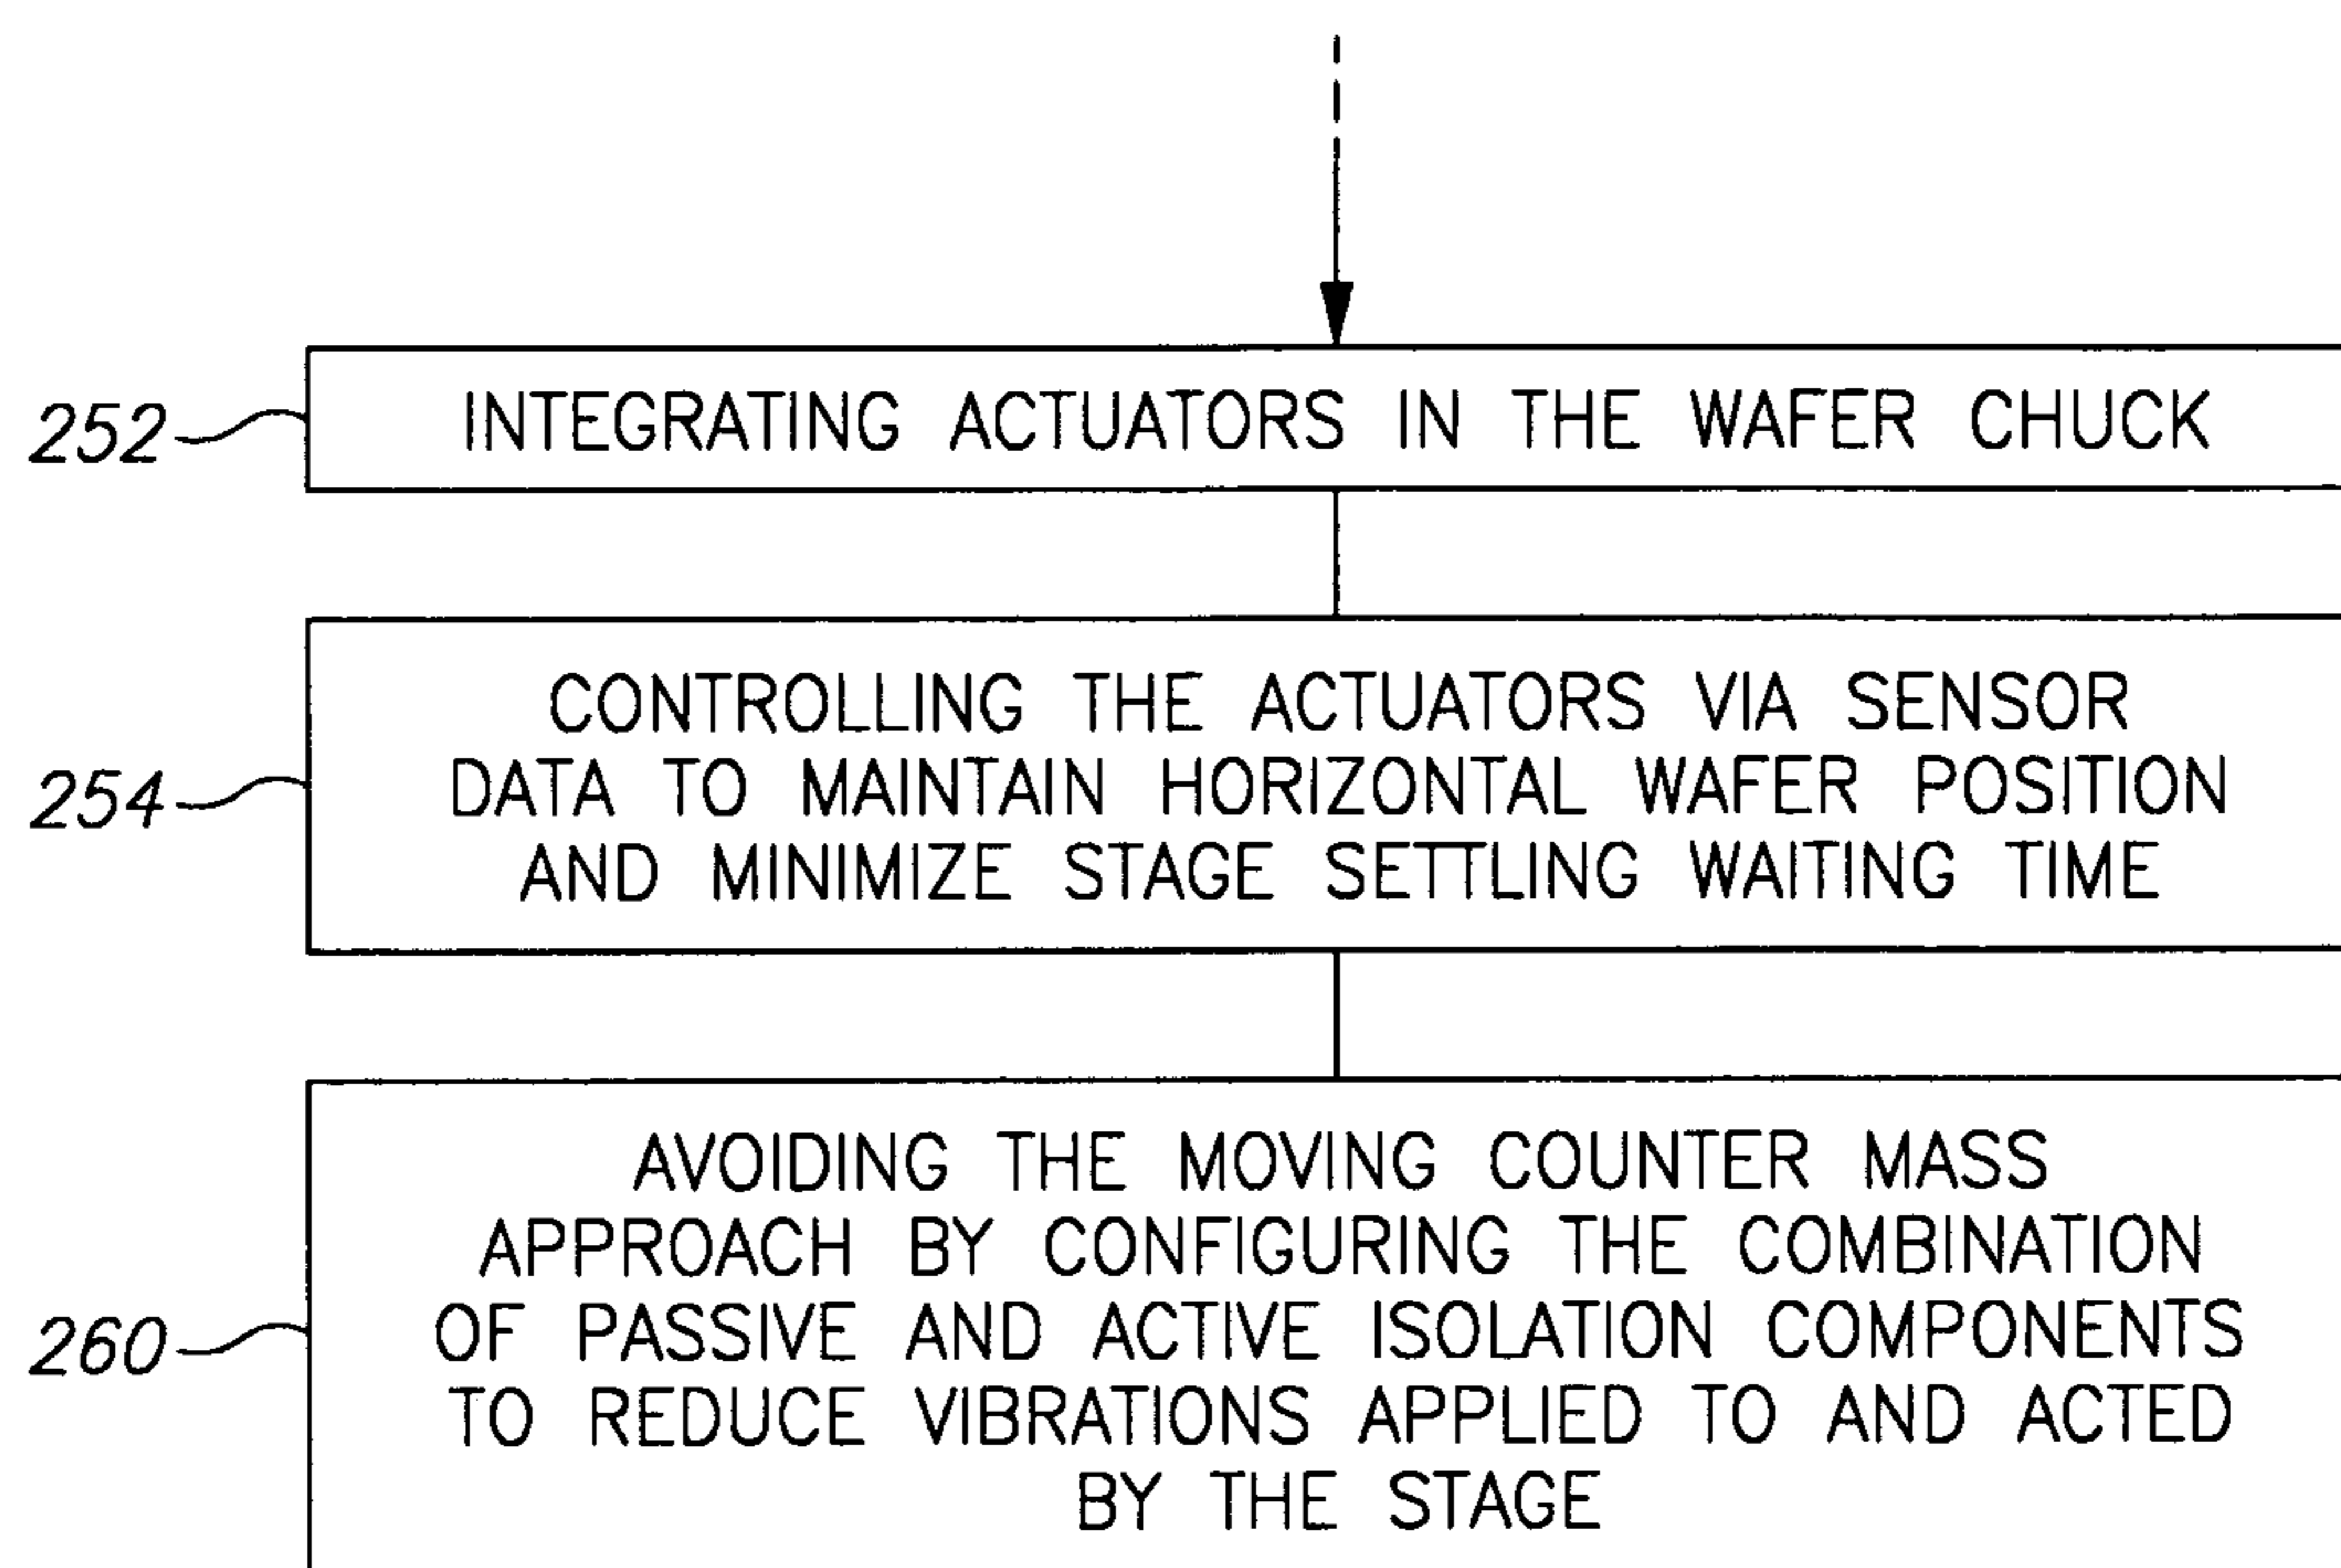 252
INTEGRATING ACTUATORS IN THE WAFER CHUCK
254
CONTROLLING THE ACTUATORS VIA SENSOR
DATA TO MAINTAIN HORIZONTAL WAFER POSITION
AND MINIMIZE STAGE SETTLING WAITING TIME
260
AVOIDING THE MOVING COUNTER MASS
APPROACH BY CONFIGURING THE COMBINATION
OF PASSIVE AND ACTIVE ISOLATION COMPONENTS
TO REDUCE VIBRATIONS APPLIED TO AND ACTED
BY THE STAGE